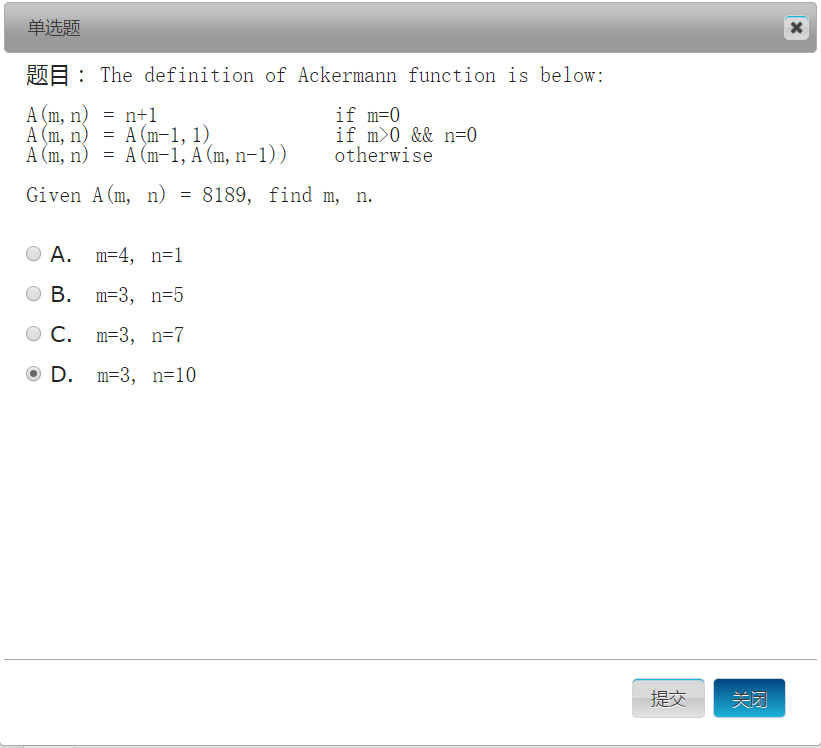 单选题
题目： The definition of Ackermann function is below:
A(m,n) = n+1 if m=0
A(m,n) = A(m-1,1) if m>0 && n=0
A(m,n) = A(m-1,A(m,n-1)) otherwise
Given A(m, n) = 8189, find m, n.
A. m=4, n=1
B. m=3, n=5
C. m=3, n=7
D. m=3, n=10
提交 关闭